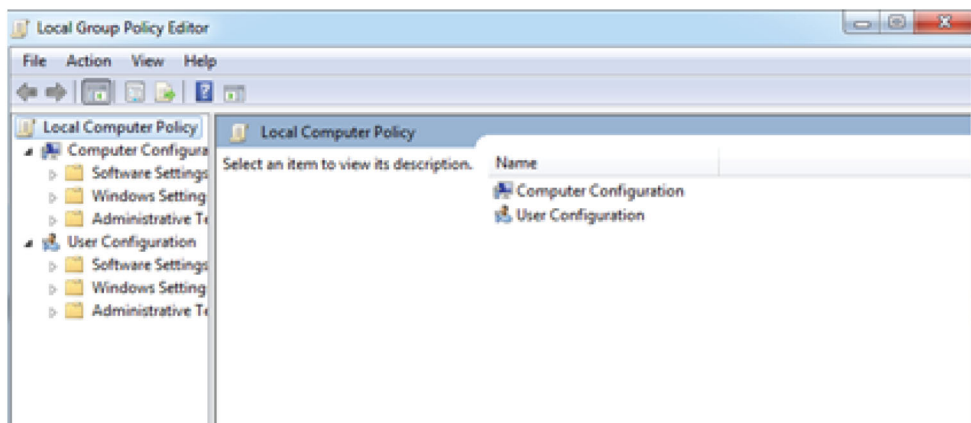 Local Group Policy Editor
File Action View Help
Local Computer Policy
Computer Configura
Software Settings
Windows Setting
Administrative Te
User Configuration
Software Settings
Windows Setting
Administrative Te
Local Computer Policy
Select an item to view its description.
Name
Computer Configuration
User Configuration